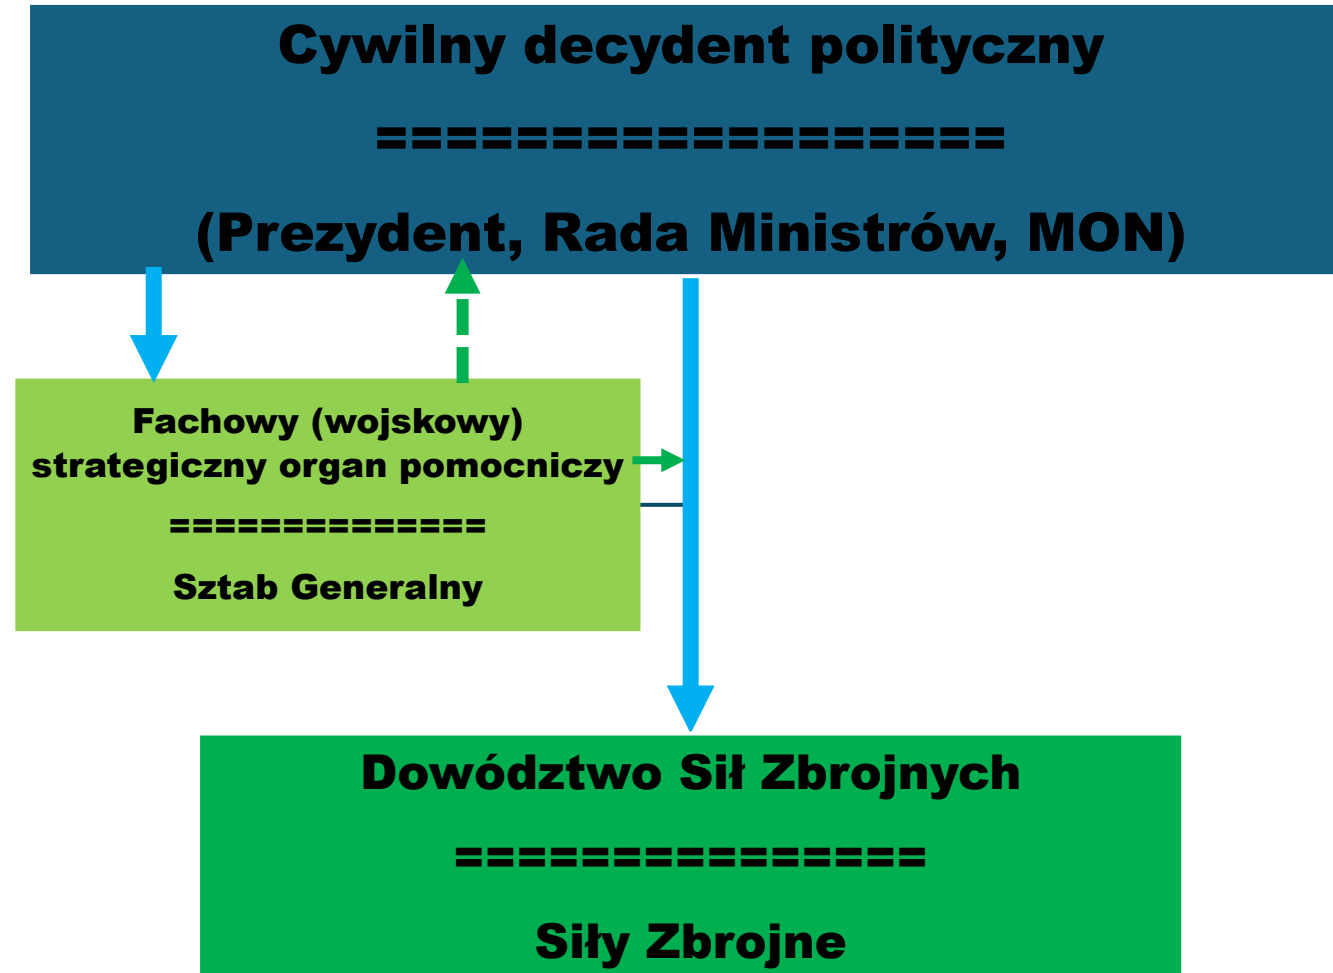 Cywilny decydent polityczny
==================
(Prezydent, Rada Ministrów, MON)
Fachowy (wojskowy)
strategiczny organ pomocniczy
==============
Sztab Generalny
Dowództwo Sił Zbrojnych
===============
Siły Zbrojne